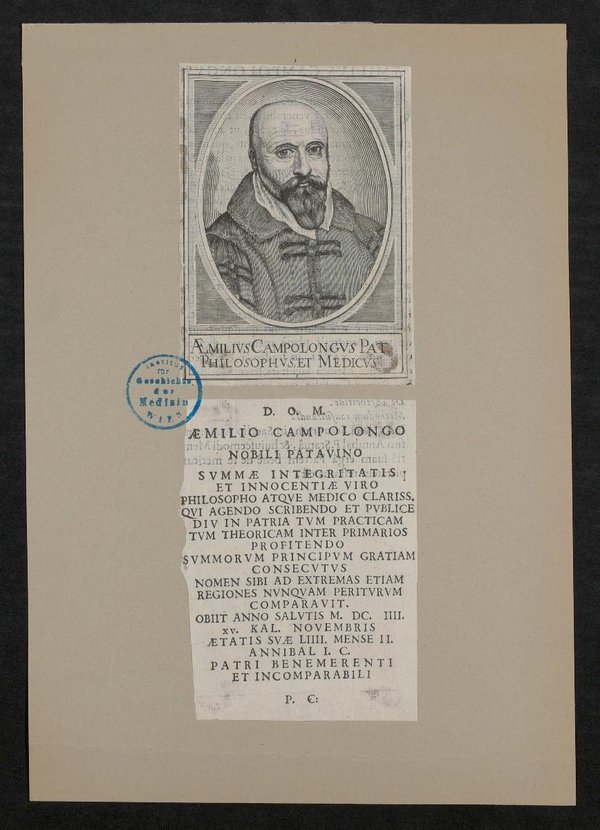 ÆMILIVS CAMPOLONGVS PAT.
PHILOSOPHVS ET MEDICVS
Institut
für
Geschichte
der
Medizin
WIEN
D. O. M.
ÆMILIO CAMPOLONGO
NOBILI PATAVINO
SVMMÆ INTEGRITATIS
ET INNOCENTIÆ VIRO
PHILOSOPHO ATQVE MEDICO CLARISS.
QVI AGENDO SCRIBENDO ET PVBLICE
DIV IN PATRIA TVM PRACTICAM
TVM THEORICAM INTER PRIMARIOS
PROFITENDO
SVMMORVM PRINCIPVM GRATIAM
CONSECVTVS
NOMEN SIBI AD EXTREMAS ETIAM
REGIONES NVNQVAM PERITVRVM
COMPARAVIT.
OBIIT ANNO SALVTIS M. DC. IIII.
XV. KAL. NOVEMBRIS
ÆTATIS SVÆ LIIII. MENSE II.
ANNIBAL I. C.
PATRI BENEMERENTI
ET INCOMPARABILI
P. C: